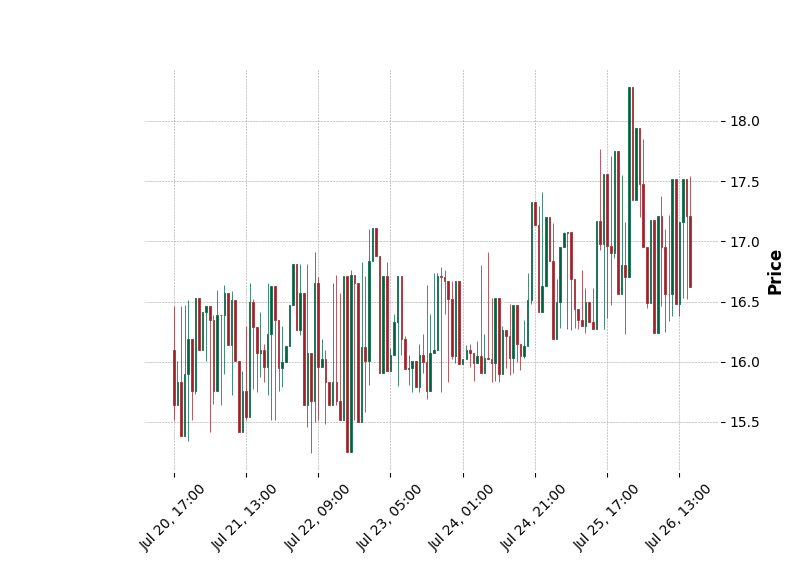 18.0
17.5
17.0
16.5
16.0
15.5
Price
Jul 20, 17:00
Jul 21, 13:00
Jul 22, 09:00
Jul 23, 05:00
Jul 24, 01:00
Jul 24, 21:00
Jul 25, 17:00
Jul 26, 13:00